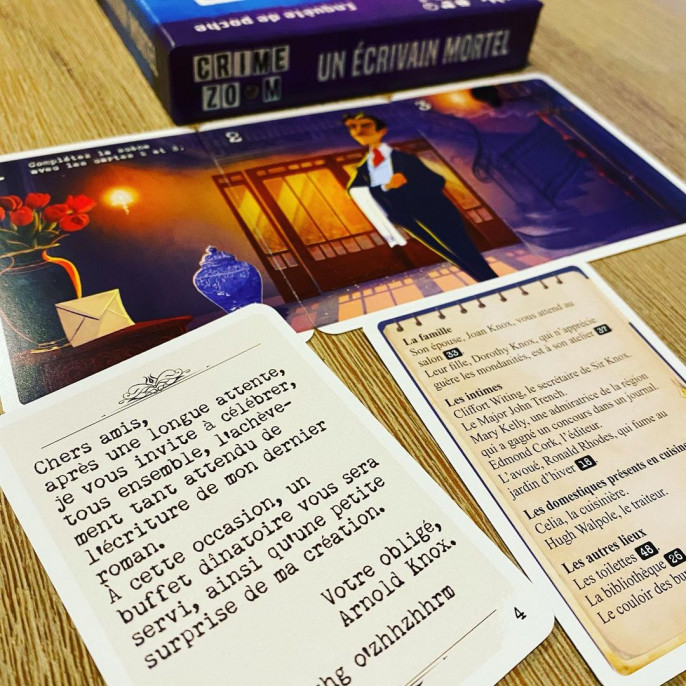 Enquête de poche
CRIME
ZOOM
UN ÉCRIVAIN MORTEL
Complétez la scène
avec les cartes 2 et 3.
2
3
Chers amis,
après une longue attente,
je vous invite à célébrer,
tous ensemble, l'achève-
ment tant attendu de
l'écriture de mon dernier
roman.
À cette occasion, un
buffet dînatoire vous sera
servi, ainsi qu'une petite
surprise de ma création.
Votre obligé,
Arnold Knox.
4
La famille
Son épouse, Joan Knox, vous attend au
salon 33
Leur fille, Dorothy Knox, qui n'apprécie
guère les mondanités, est à son atelier 37
Les intimes
Cliffort Witing, le secrétaire de Sir Knox.
Le Major John Trench.
Mary Kelly, une admiratrice de la région
qui a gagné un concours dans un journal.
Edmond Cork, l'éditeur.
L'avoué, Ronald Rhodes, qui fume au
jardin d'hiver 18
Les domestiques présents en cuisine
Celia, la cuisinière.
Hugh Walpole, le traiteur.
Les autres lieux
Les toilettes 48
La bibliothèque 25
Le couloir des